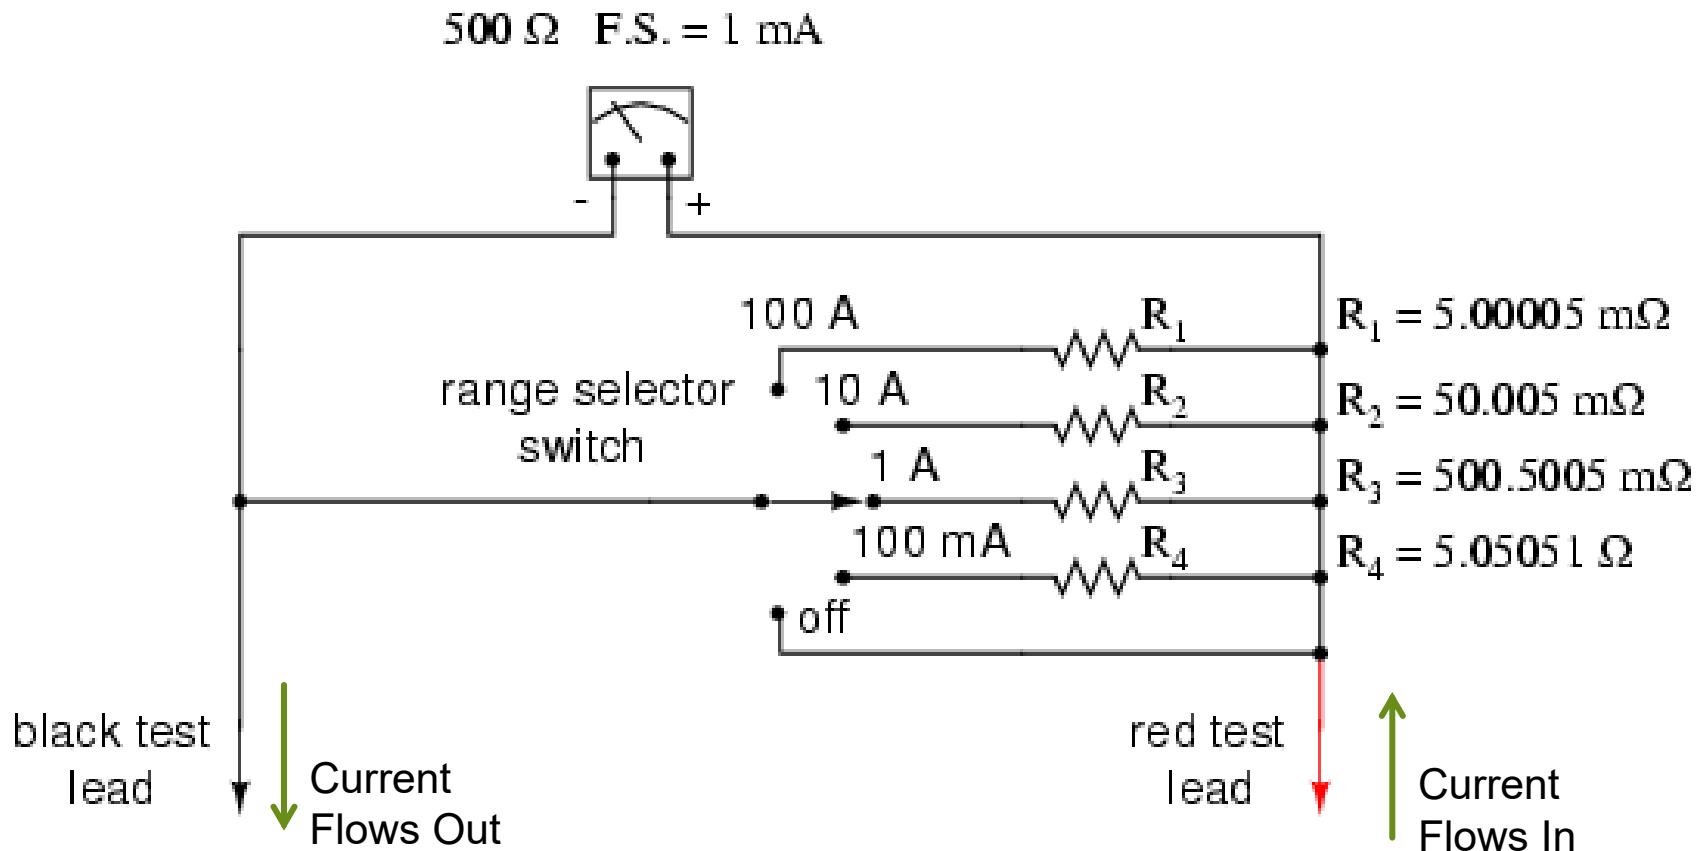 500 Ω F.S. = 1 mA
- +
100 A R₁ R₁ = 5.00005 mΩ
range selector
switch
10 A R₂ R₂ = 50.005 mΩ
1 A R₃ R₃ = 500.5005 mΩ
100 mA R₄ R₄ = 5.05051 Ω
off
black test
lead
Current
Flows Out
red test
lead
Current
Flows In